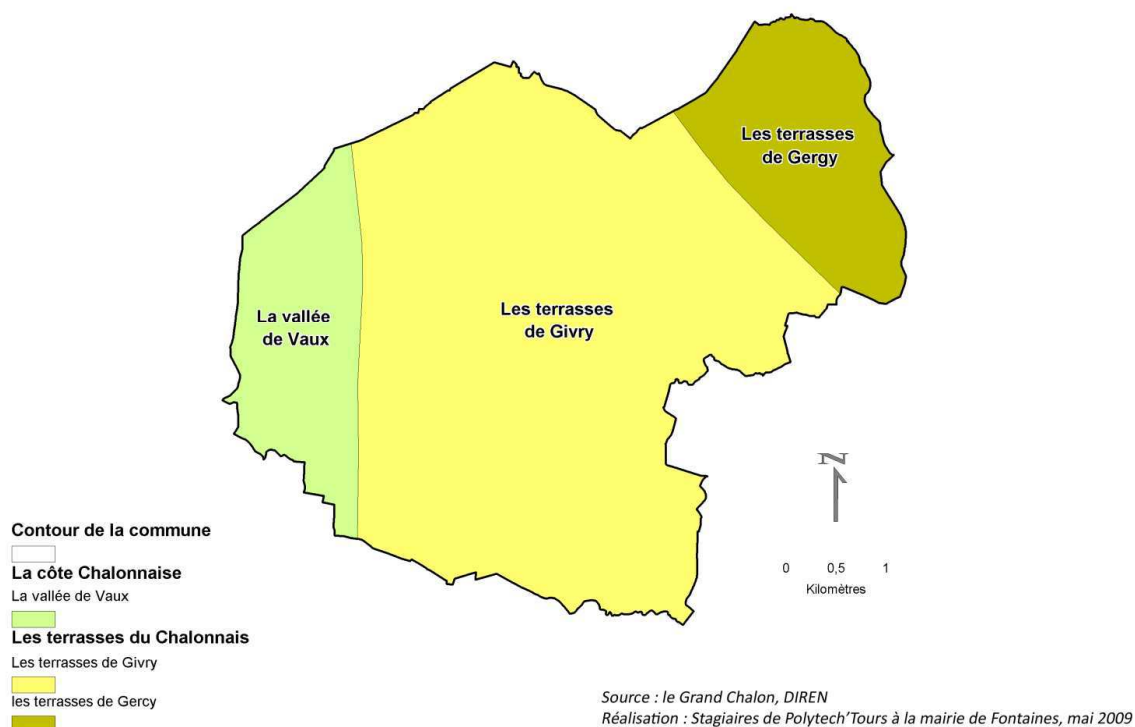 Les terrasses
de Gergy
Les terrasses
de Givry
La vallée
de Vaux
N
0 0,5 1
Kilomètres
Contour de la commune
La côte Chalonnaise
La vallée de Vaux
Les terrasses du Chalonnais
Les terrasses de Givry
les terrasses de Gercy
Source : le Grand Chalon, DIREN
Réalisation : Stagiaires de Polytech'Tours à la mairie de Fontaines, mai 2009